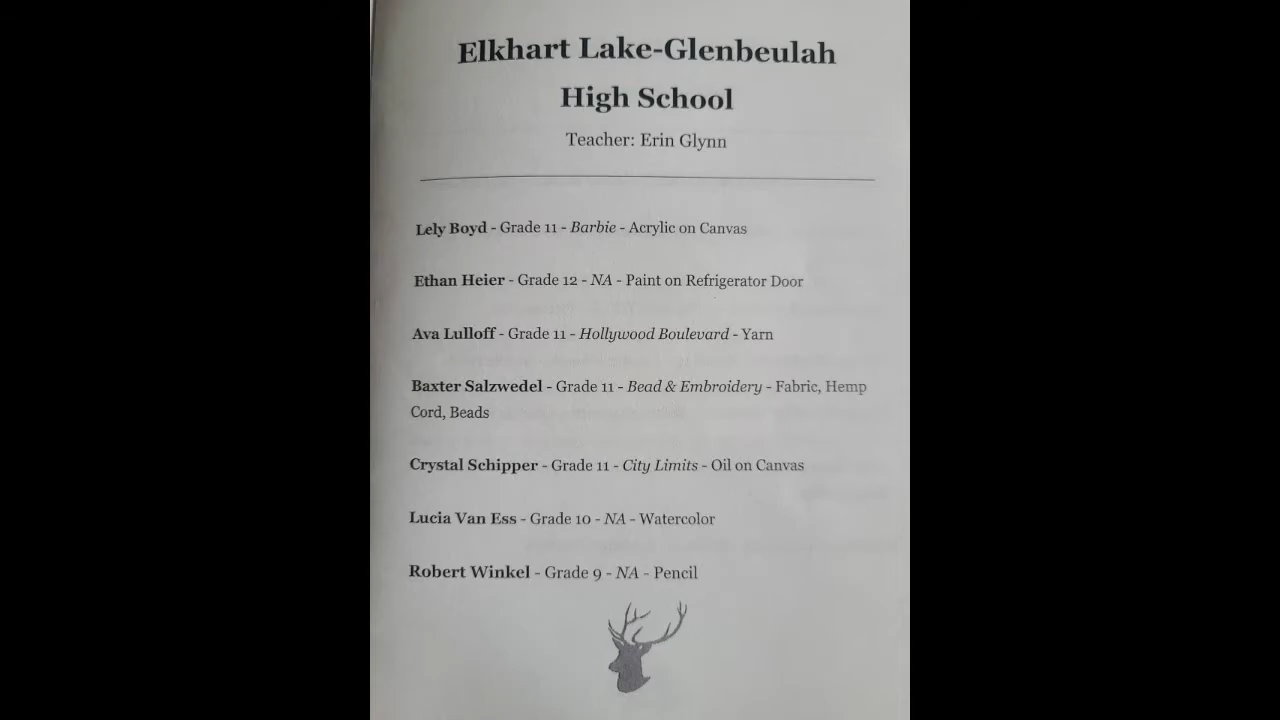 Elkhart Lake-Glenbeulah
High School
Teacher: Erin Glynn
Lely Boyd - Grade 11 - Barbie - Acrylic on Canvas
Ethan Heier - Grade 12 - NA - Paint on Refrigerator Door
Ava Lulloff - Grade 11 - Hollywood Boulevard - Yarn
Baxter Salzwedel - Grade 11 - Bead & Embroidery - Fabric, Hemp
Cord, Beads
Crystal Schipper - Grade 11 - City Limits - Oil on Canvas
Lucia Van Ess - Grade 10 - NA - Watercolor
Robert Winkel - Grade 9 - NA - Pencil